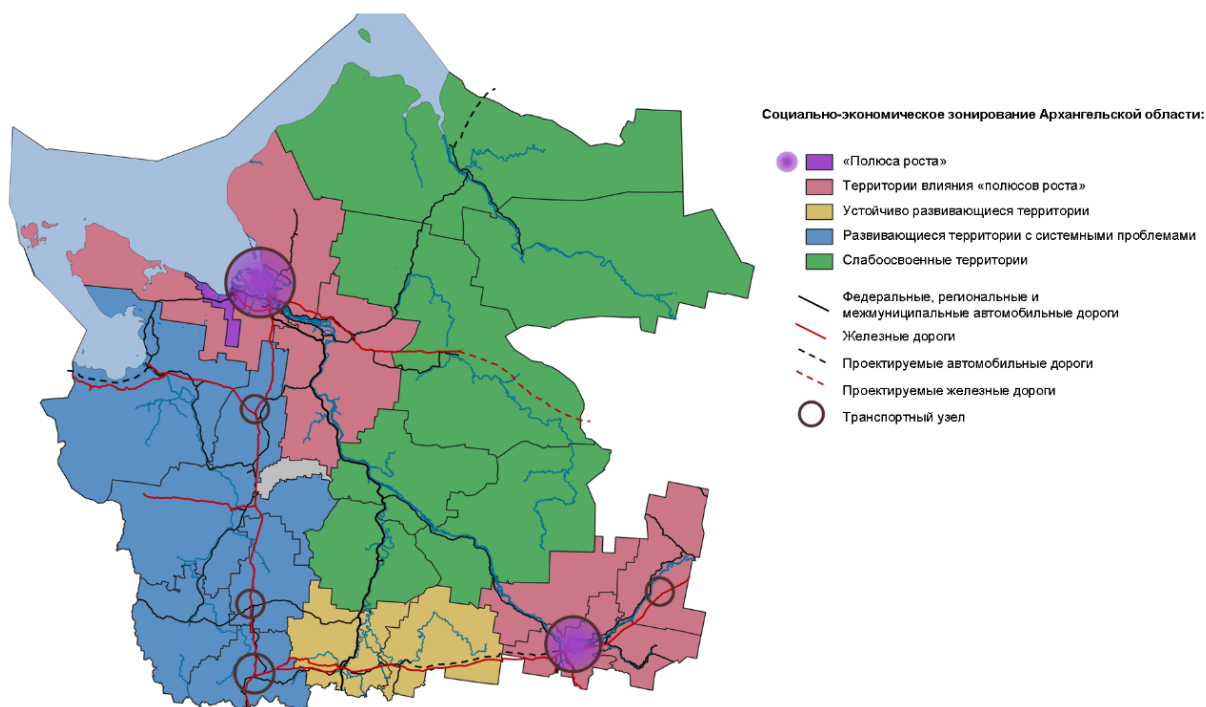 Социально-экономическое зонирование Архангельской области:
«Полюса роста»
Территории влияния «полюсов роста»
Устойчиво развивающиеся территории
Развивающиеся территории с системными проблемами
Слабоосвоенные территории
Федеральные, региональные и
межмуниципальные автомобильные дороги
Железные дороги
Проектируемые автомобильные дороги
Проектируемые железные дороги
Транспортный узел